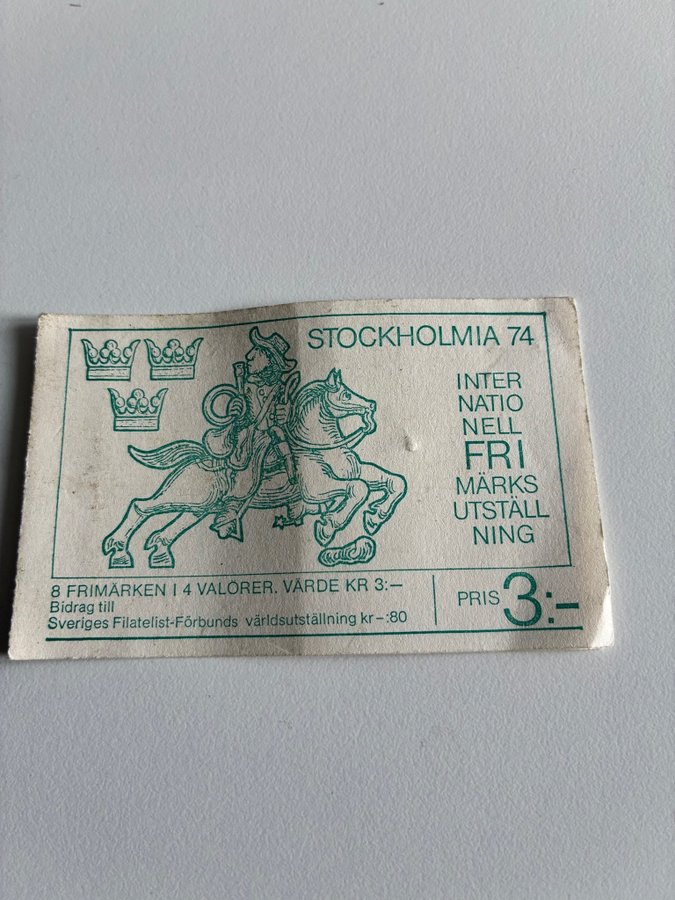 STOCKHOLMIA 74
INTER
NATIO
NELL
FRI
MÄRKS
UTSTÄLL
NING
8 FRIMÄRKEN I 4 VALÖRER. VÄRDE KR 3:–
Bidrag till
Sveriges Filatelist-Förbunds världsutställning kr –:80
PRIS 3:–